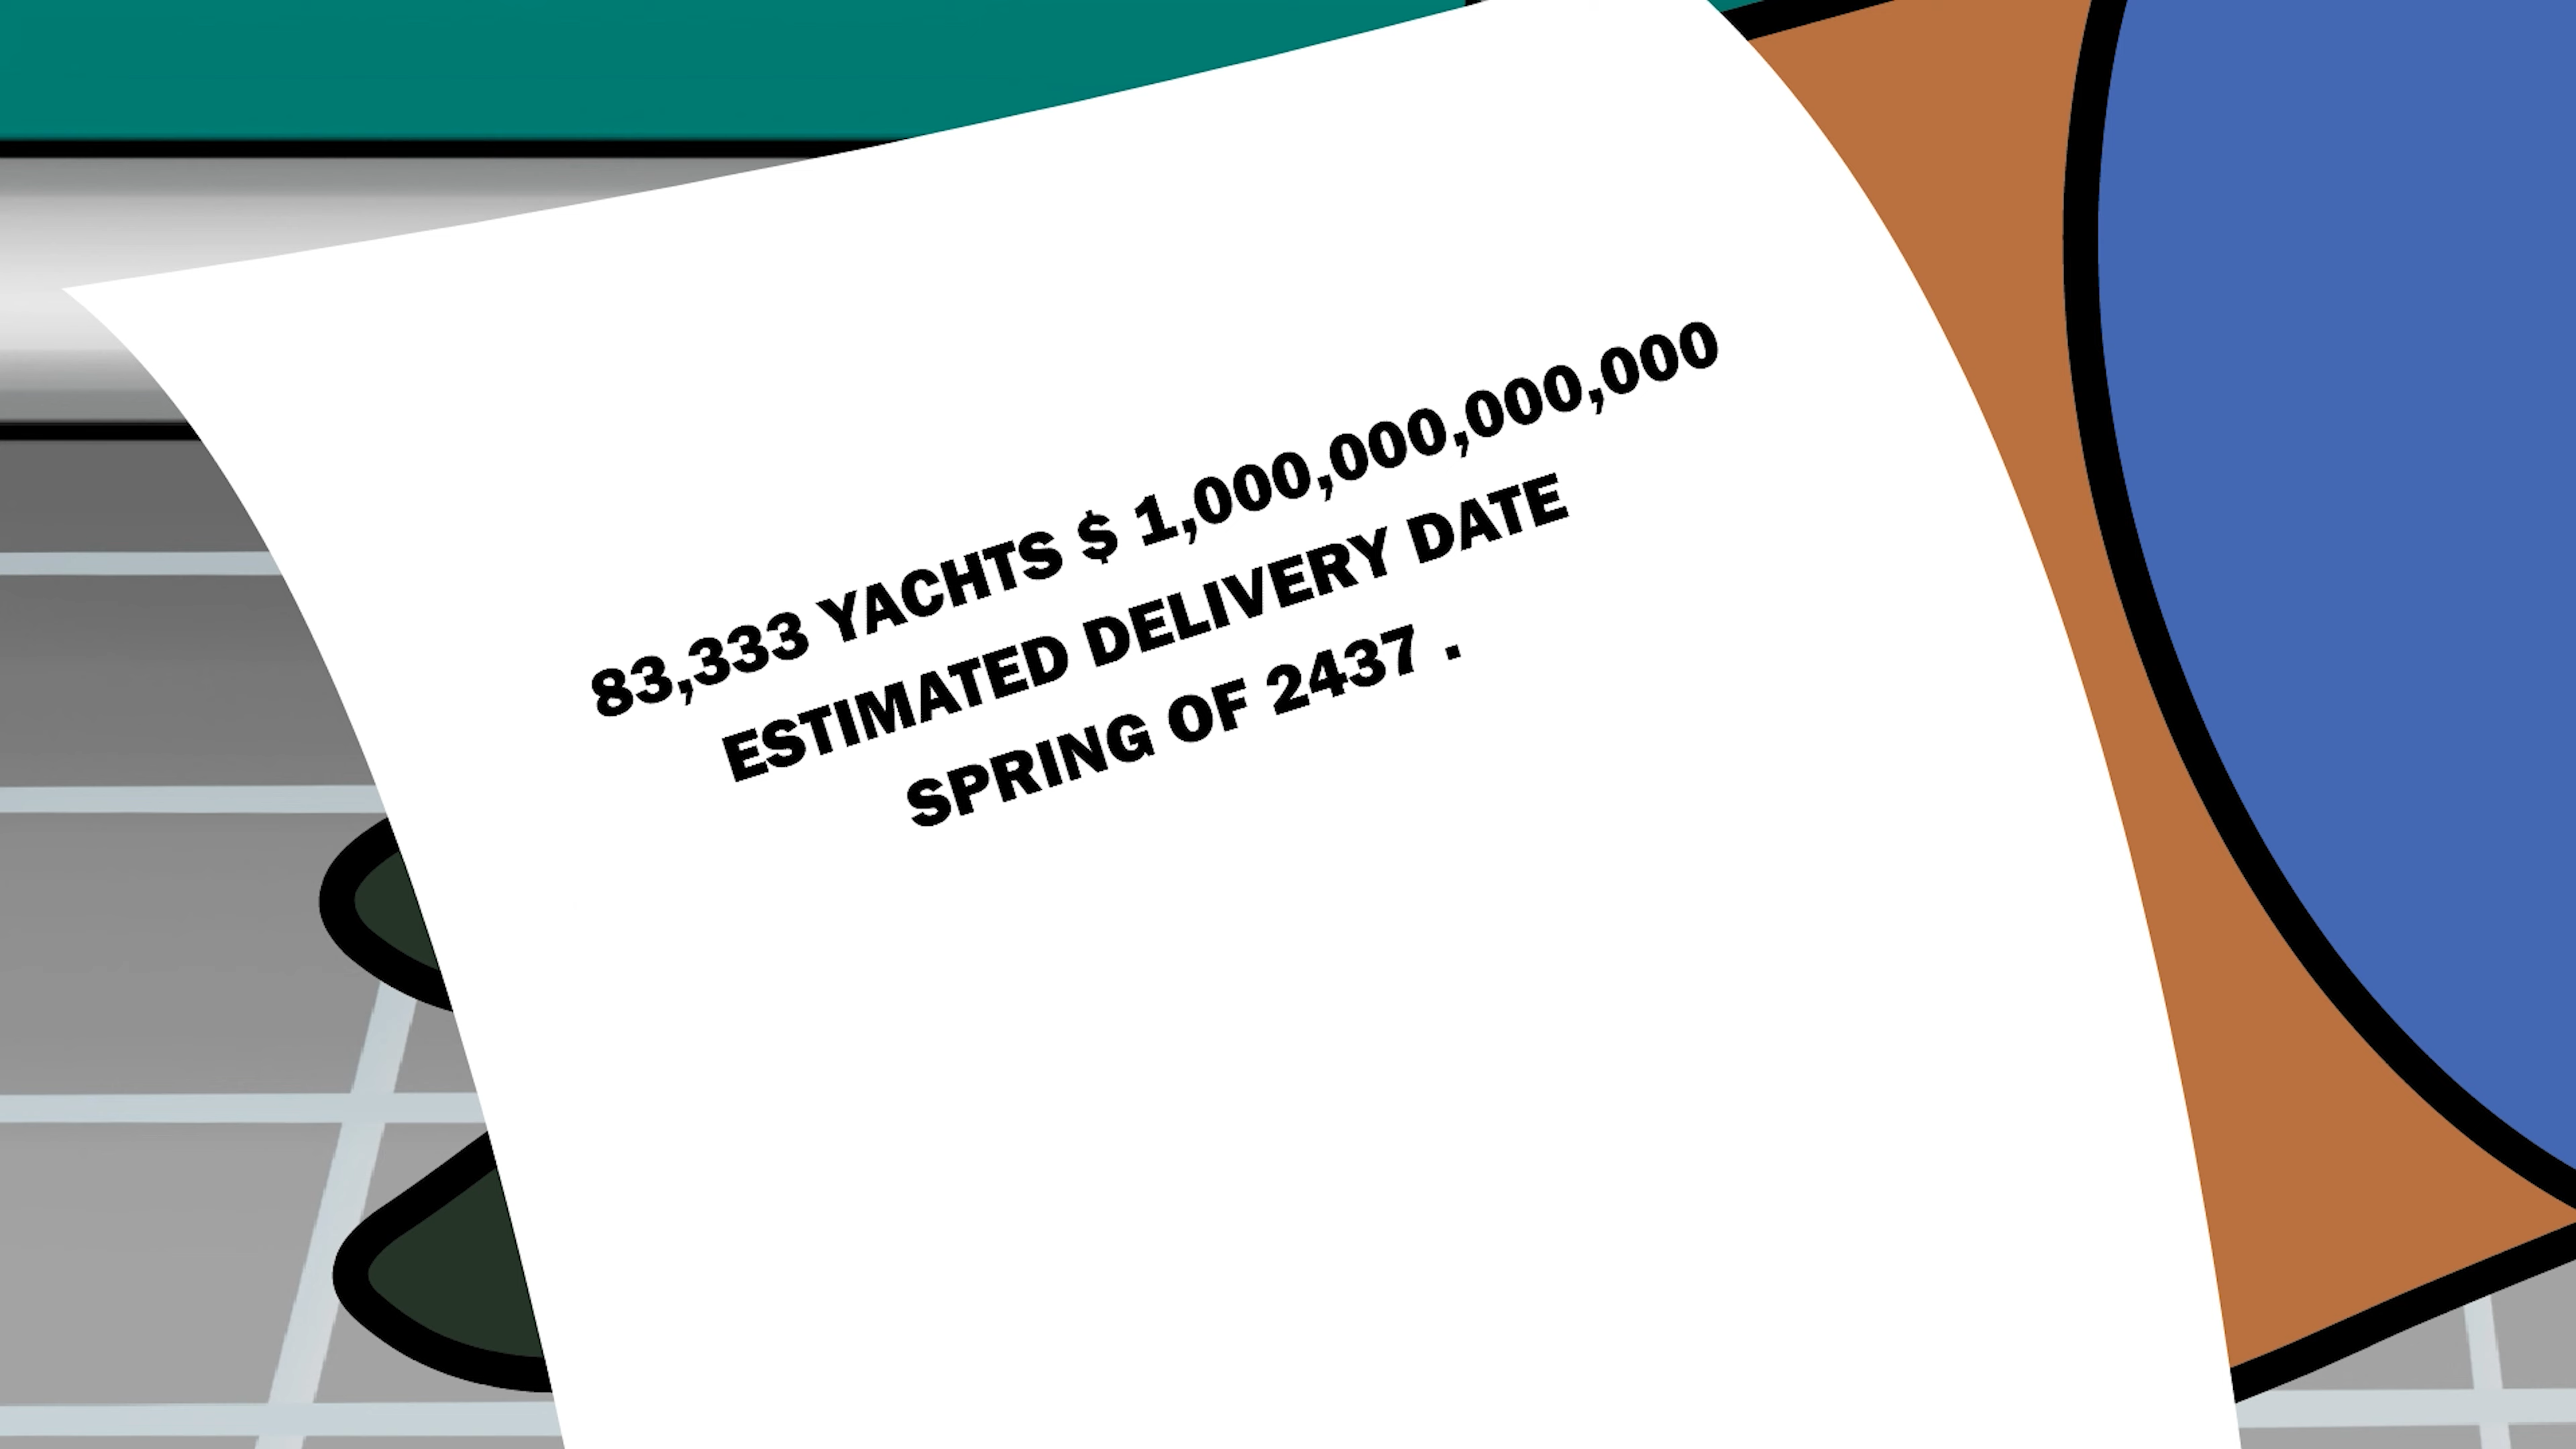 83,333 YACHTS $ 1,000,000,000,000
ESTIMATED DELIVERY DATE
SPRING OF 2437 .